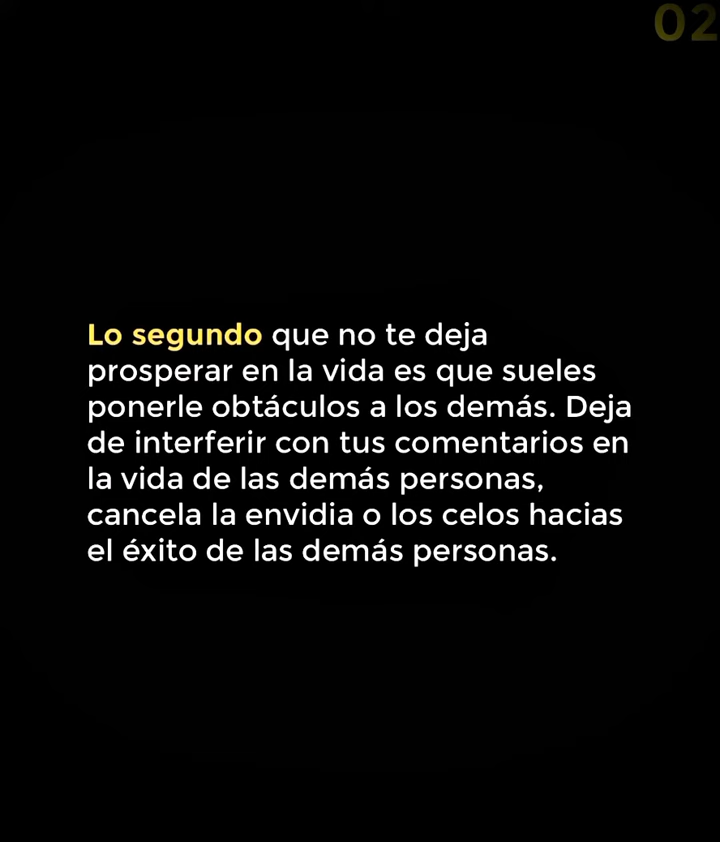 02
Lo segundo que no te deja
prosperar en la vida es que sueles
ponerle obtáculos a los demás. Deja
de interferir con tus comentarios en
la vida de las demás personas,
cancela la envidia o los celos hacias
el éxito de las demás personas.